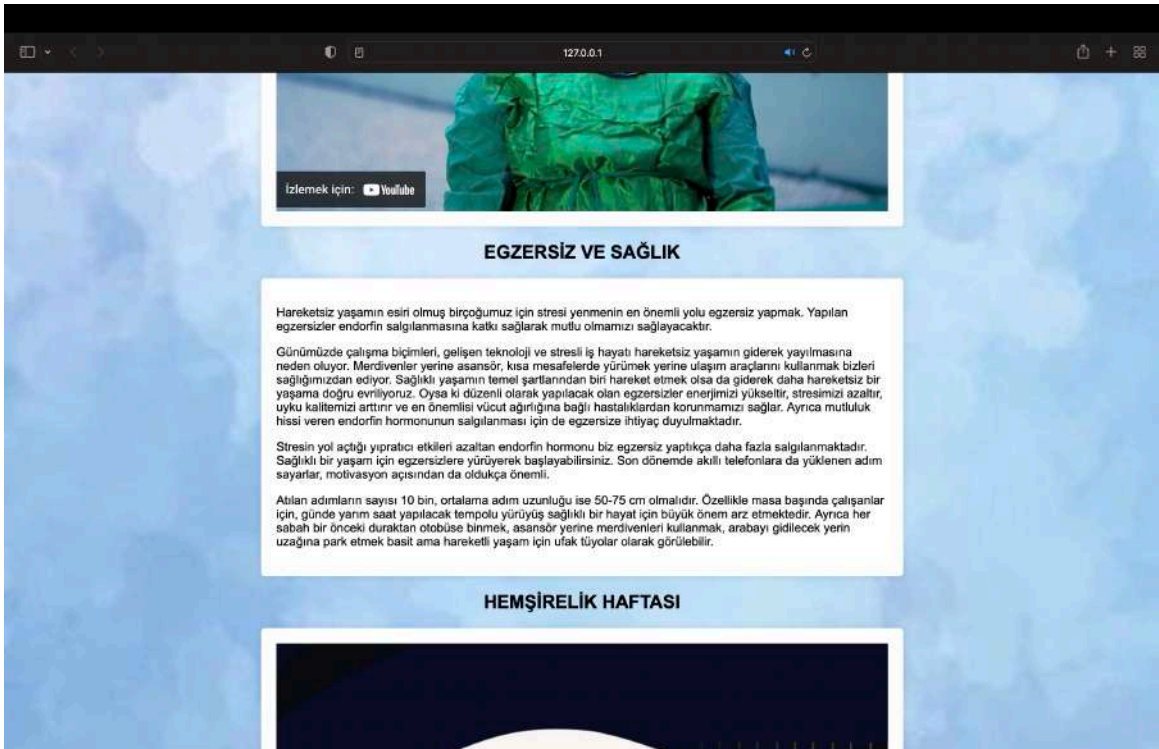 127.0.0.1
İzlemek için: YouTube
EGZERSİZ VE SAĞLIK
Hareketsiz yaşamın esiri olmuş birçoğumuz için stresi yenmenin en önemli yolu egzersiz yapmak. Yapılan
egzersizler endorfin salgılanmasına katkı sağlarak mutlu olmamızı sağlayacaktır.
Günümüzde çalışma biçimleri, gelişen teknoloji ve stresli iş hayatı hareketsiz yaşamın giderek yayılmasına
neden oluyor. Merdivenler yerine asansör, kısa mesafelerde yürümek yerine ulaşım araçlarını kullanmak bizleri
sağlığımızdan ediyor. Sağlıklı yaşamın temel şartlarından biri hareket etmek olsa da giderek daha hareketsiz bir
yaşama doğru evriliyoruz. Oysa ki düzenli olarak yapılacak olan egzersizler enerjimizi yükseltir, stresimizi azaltır,
uyku kalitemizi arttırır ve en önemlisi vücut ağırlığına bağlı hastalıklardan korunmamızı sağlar. Ayrıca mutluluk
hissi veren endorfin hormonunun salgılanması için de egzersize ihtiyaç duyulmaktadır.
Stresin yol açtığı yıpratıcı etkileri azaltan endorfin hormonu biz egzersiz yaptıkça daha fazla salgılanmaktadır.
Sağlıklı bir yaşam için egzersizlere yürüyerek başlayabilirsiniz. Son dönemde akıllı telefonlara da yüklenen adım
sayarlar, motivasyon açısından da oldukça önemli.
Atılan adımların sayısı 10 bin, ortalama adım uzunluğu ise 50-75 cm olmalıdır. Özellikle masa başında çalışanlar
için, günde yarım saat yapılacak tempolu yürüyüş sağlıklı bir hayat için büyük önem arz etmektedir. Ayrıca her
sabah bir önceki duraktan otobüse binmek, asansör yerine merdivenleri kullanmak, arabayı gidilecek yerin
uzağına park etmek basit ama hareketli yaşam için ufak tüyolar olarak görülebilir.
HEMŞİRELİK HAFTASI